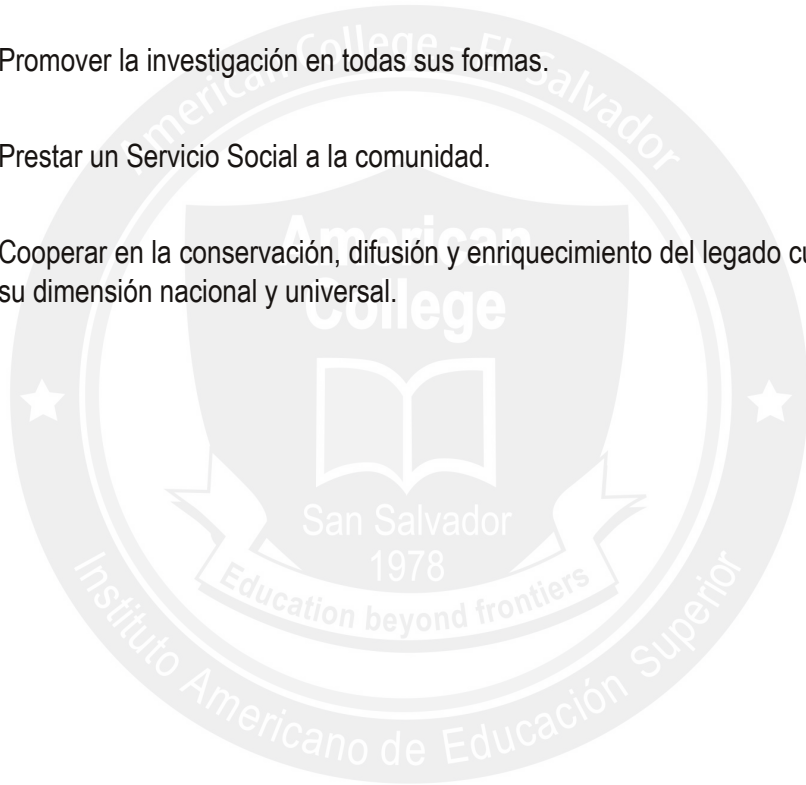 Promover la investigación en todas sus formas.
Prestar un Servicio Social a la comunidad.
Cooperar en la conservación, difusión y enriquecimiento del legado cu
su dimensión nacional y universal.
American College - El Salvador
American
College
San Salvador
1978
Education beyond frontiers
Instituto Americano de Educación Superior